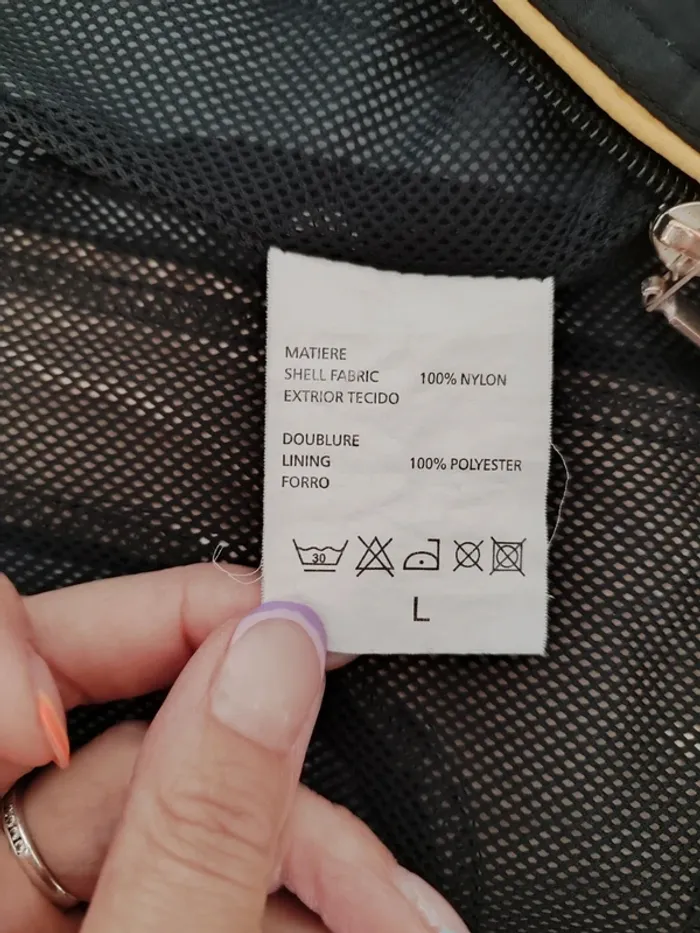 MATIERE
SHELL FABRIC 100% NYLON
EXTRIOR TECIDO
DOUBLURE
LINING 100% POLYESTER
FORRO
30
L